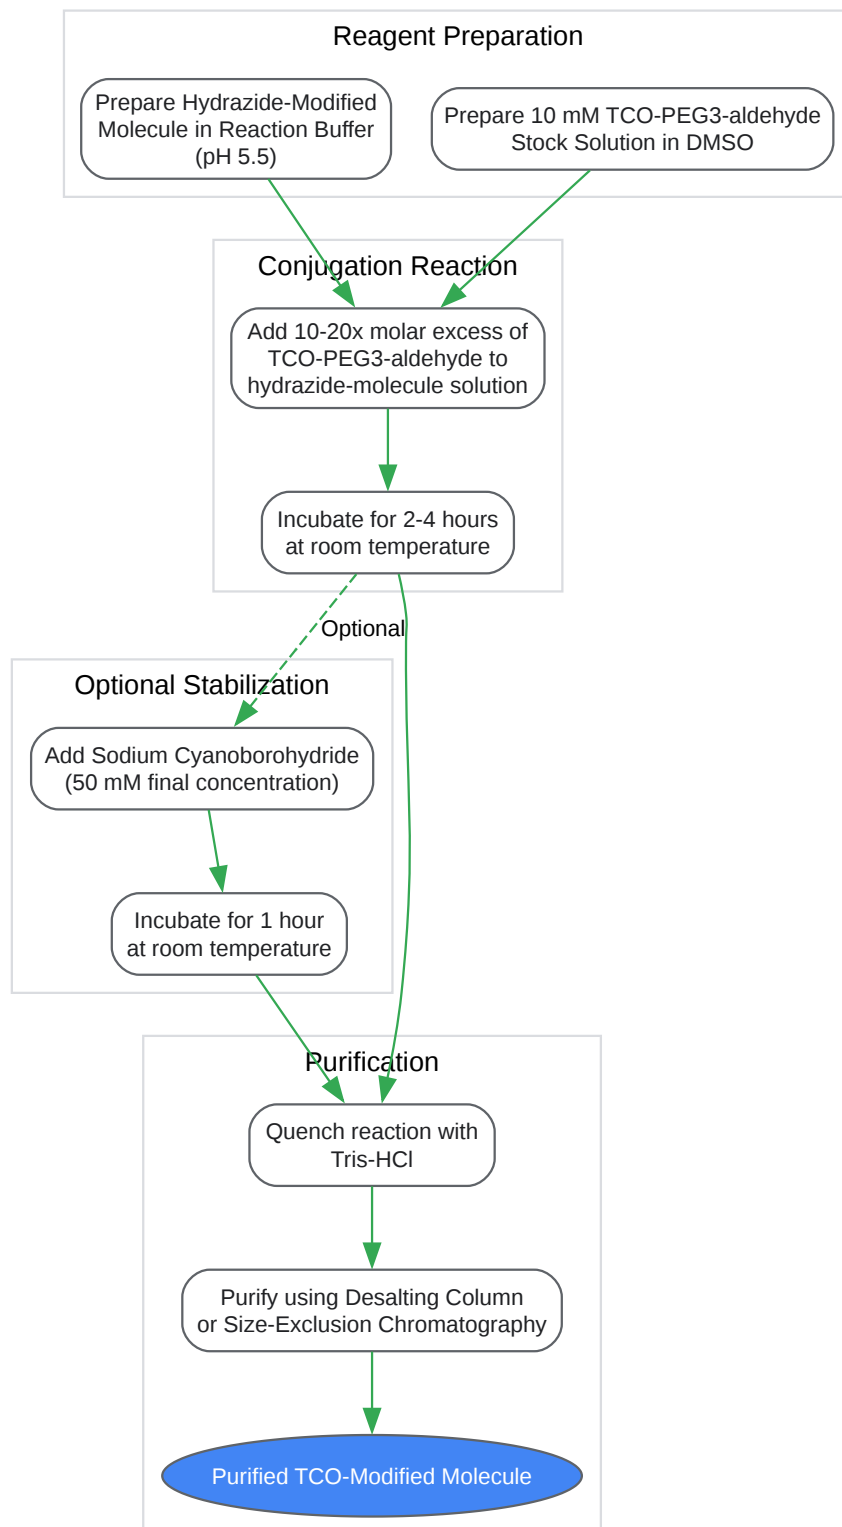 Reagent Preparation
Prepare Hydrazide-Modified
Molecule in Reaction Buffer
(pH 5.5)
Prepare 10 mM TCO-PEG3-aldehyde
Stock Solution in DMSO
Conjugation Reaction
Add 10-20x molar excess of
TCO-PEG3-aldehyde to
hydrazide-molecule solution
Incubate for 2-4 hours
at room temperature
Optional
Optional Stabilization
Add Sodium Cyanoborohydride
(50 mM final concentration)
Incubate for 1 hour
at room temperature
Purification
Quench reaction with
Tris-HCl
Purify using Desalting Column
or Size-Exclusion Chromatography
Purified TCO-Modified Molecule